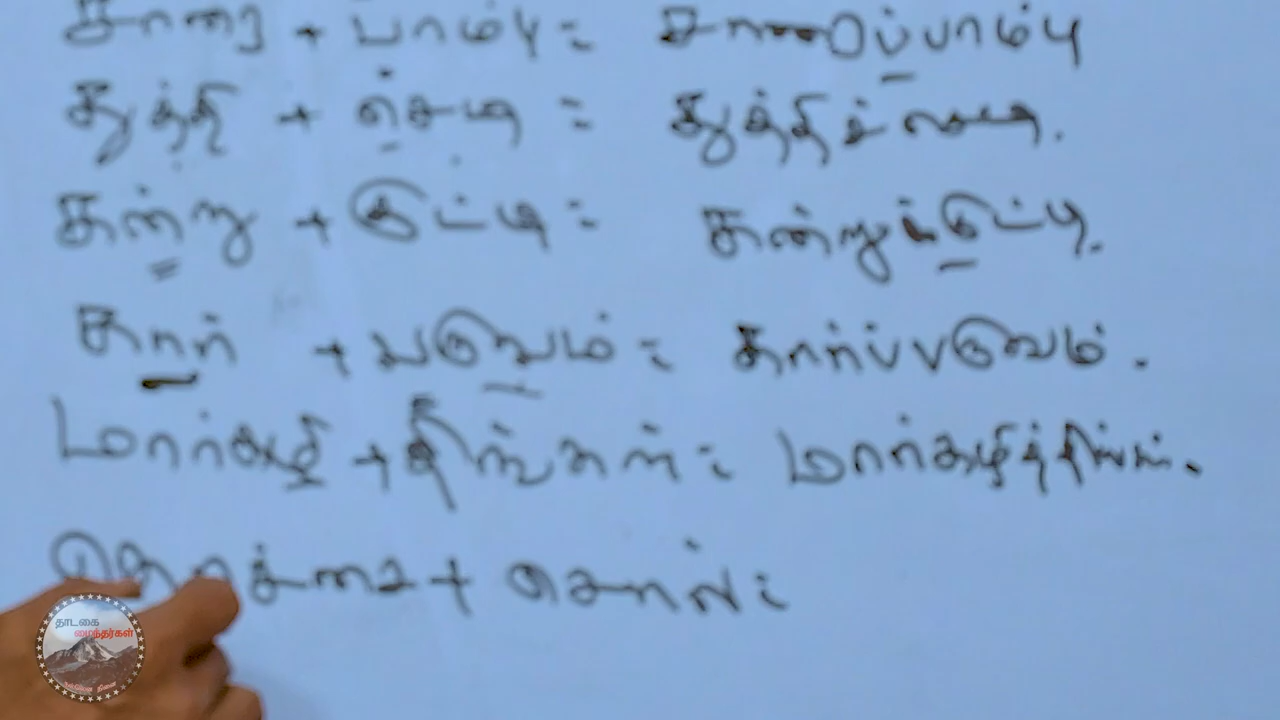 சாரை + பாம்பு = சாரைப்பாம்பு
துத்தி + செடி = துத்திச் செடி.
கன்று + குட்டி = கன்றுக்குட்டி.
கார் + பருவம் = கார்ப்பருவம்.
மார்கழி + திங்கள் = மார்கழித்திங்கள்.
+ சொல் =
தாடகை
மைந்தர்கள்